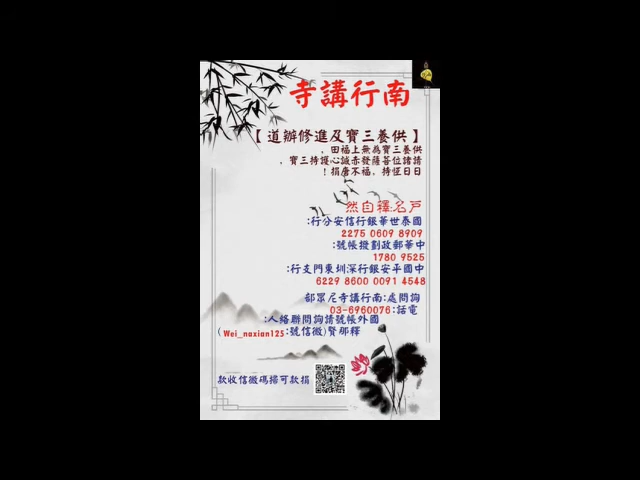 南行講寺
【供養三寶及進修辦道】
供養三寶為無上福田，
請諸位菩薩發赤誠心護持三寶，
日日恆持，福不唐捐！
戶名釋自然
國泰世華銀行信安分行:
2275 0609 8909
中華郵政劃撥帳號:
1780 9525
中國平安銀行深圳東門支行:
6229 8600 0091 4548
詢問處:南行講寺尼眾部
電話:03-6960076
外國帳號請詢問聯絡人:
釋那賢(微信號:Wei_naxian125)
捐款可掃碼微信收款